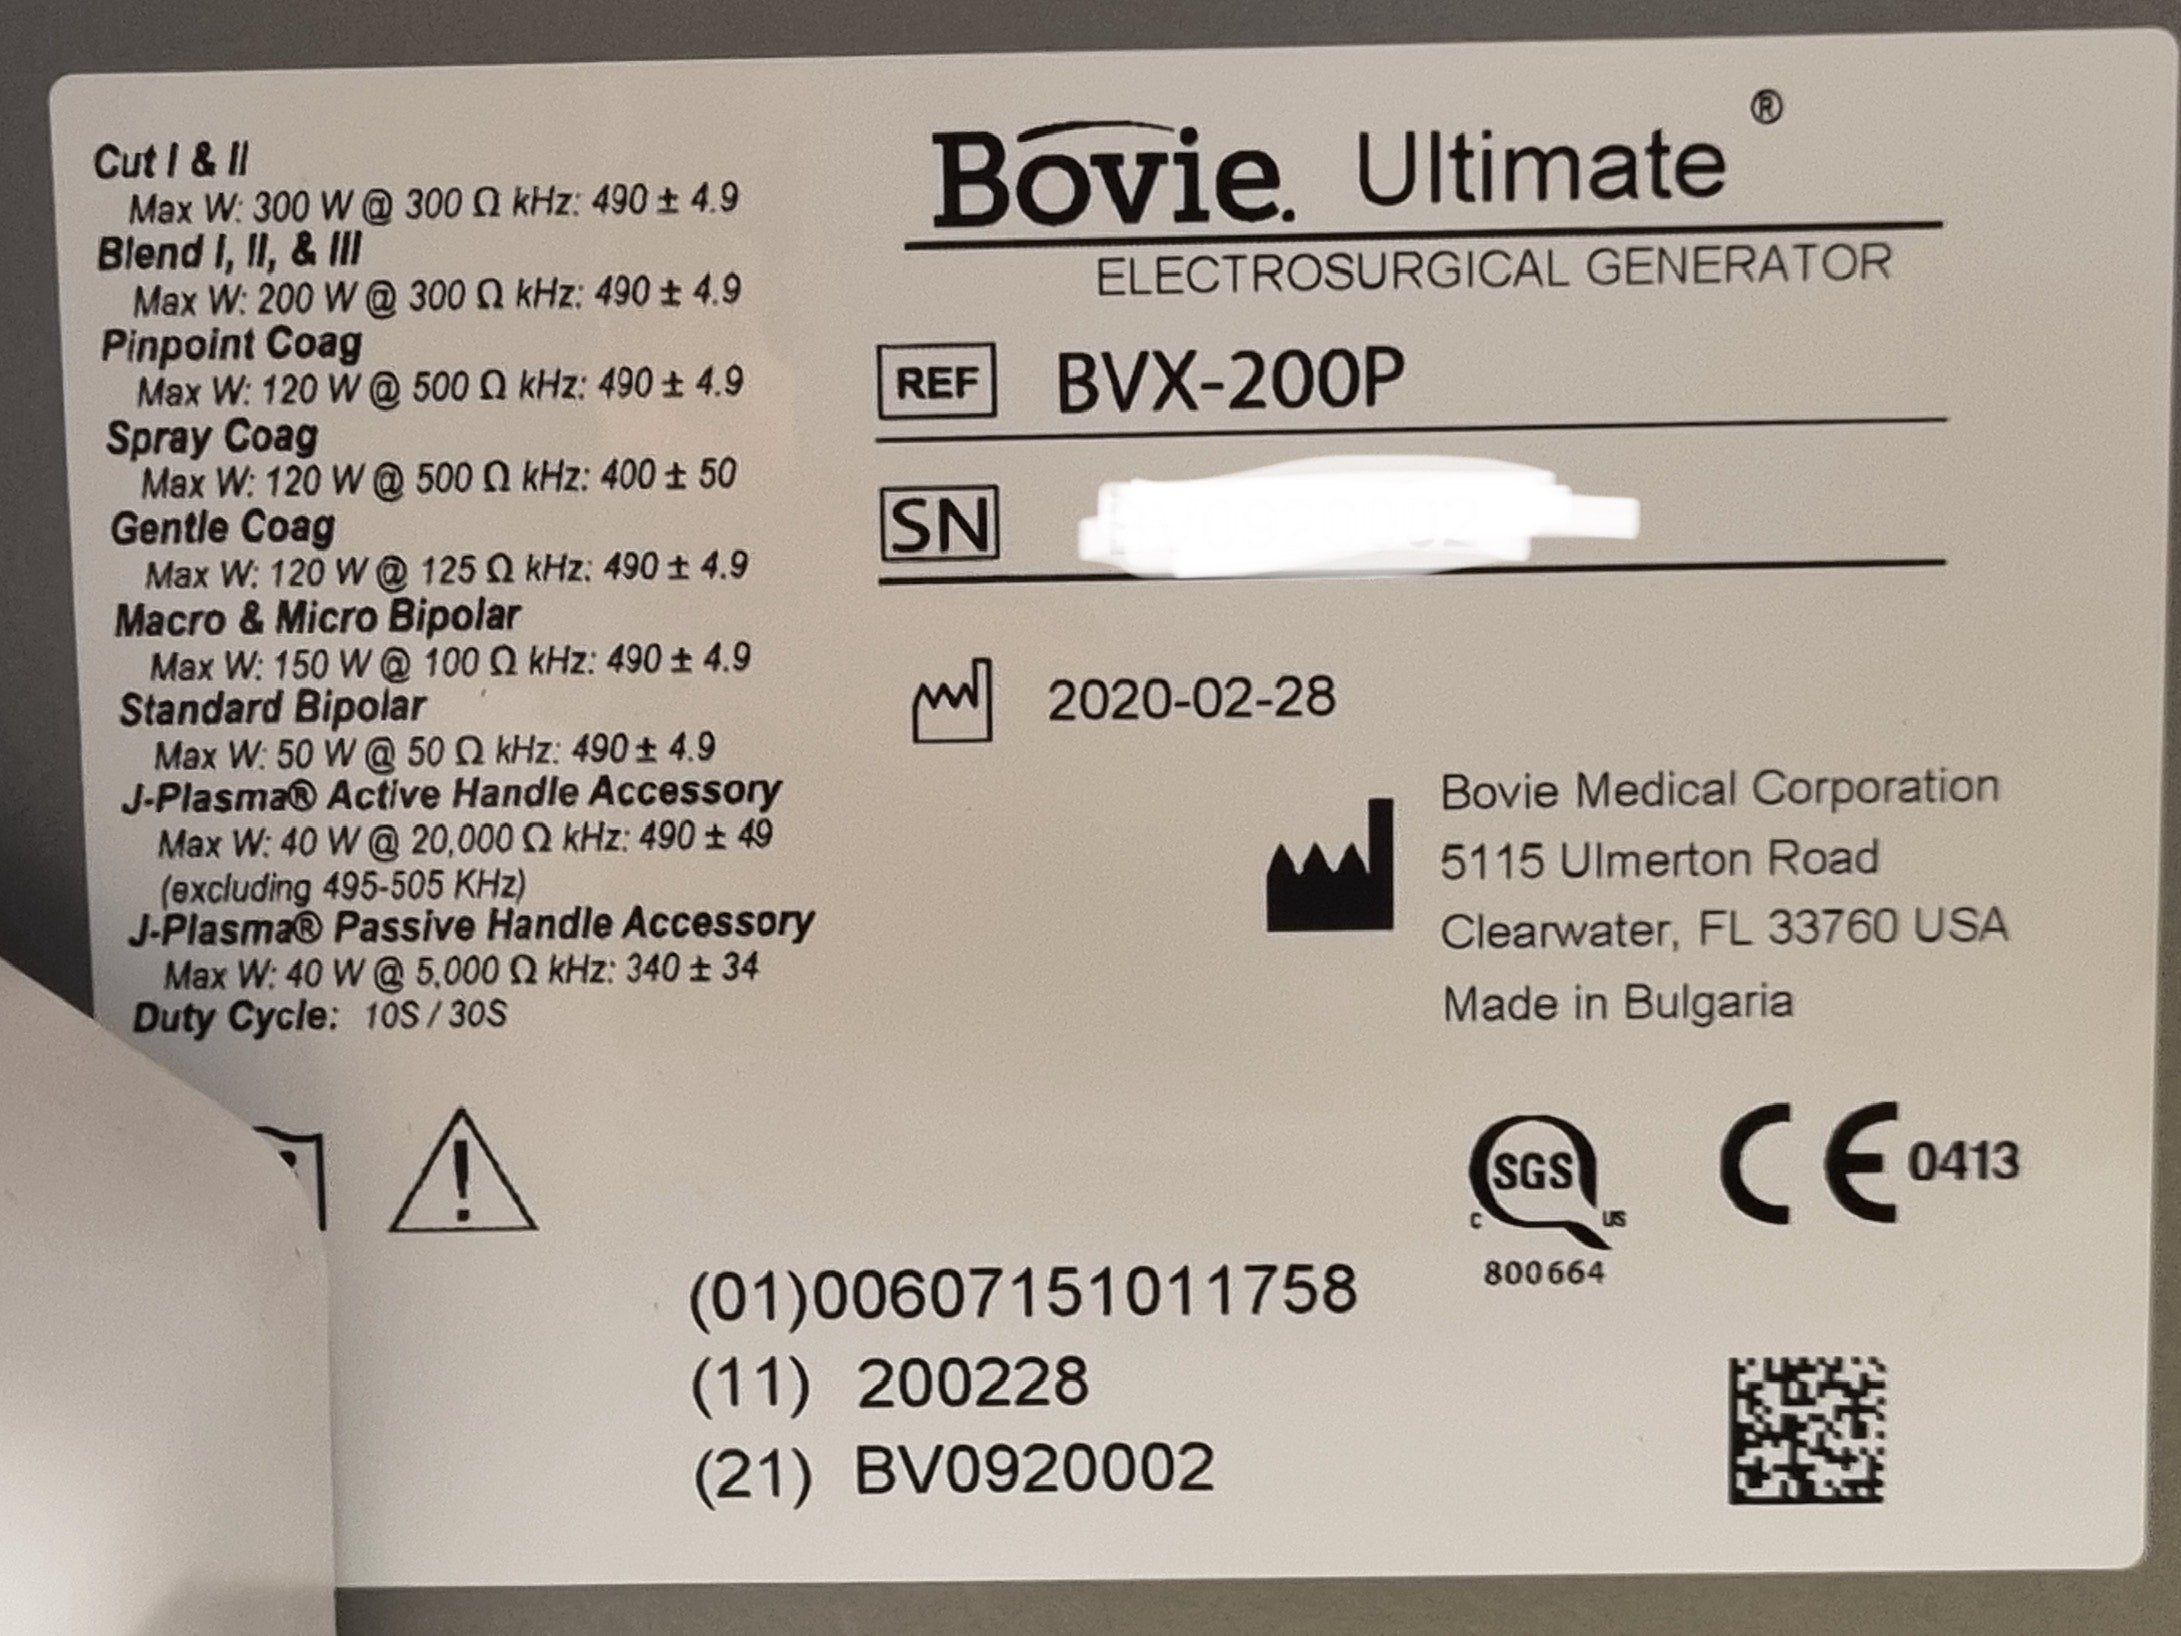 Cut I & II
Max W: 300 W @ 300 Ω kHz: 490 ± 4.9
Blend I, II, & III
Max W: 200 W @ 300 Ω kHz: 490 ± 4.9
Pinpoint Coag
Max W: 120 W @ 500 Ω kHz: 490 ± 4.9
Spray Coag
Max W: 120 W @ 500 Ω kHz: 400 ± 50
Gentle Coag
Max W: 120 W @ 125 Ω kHz: 490 ± 4.9
Macro & Micro Bipolar
Max W: 150 W @ 100 Ω kHz: 490 ± 4.9
Standard Bipolar
Max W: 50 W @ 50 Ω kHz: 490 ± 4.9
J-Plasma® Active Handle Accessory
Max W: 40 W @ 20,000 Ω kHz: 490 ± 49
(excluding 495-505 KHz)
J-Plasma® Passive Handle Accessory
Max W: 40 W @ 5,000 Ω kHz: 340 ± 34
Duty Cycle: 10S / 30S
Bovie. Ultimate ®
ELECTROSURGICAL GENERATOR
REF BVX-200P
SN
2020-02-28
Bovie Medical Corporation
5115 Ulmerton Road
Clearwater, FL 33760 USA
Made in Bulgaria
SGS
C US
800664
CE 0413
(01)00607151011758
(11) 200228
(21) BV0920002